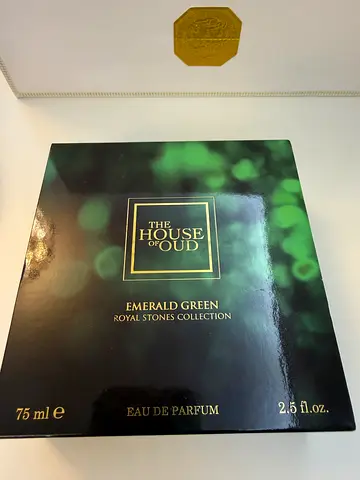 THE
HOUSE
OF OUD
EMERALD GREEN
ROYAL STONES COLLECTION
75 ml ℮
EAU DE PARFUM
2.5 fl.oz.